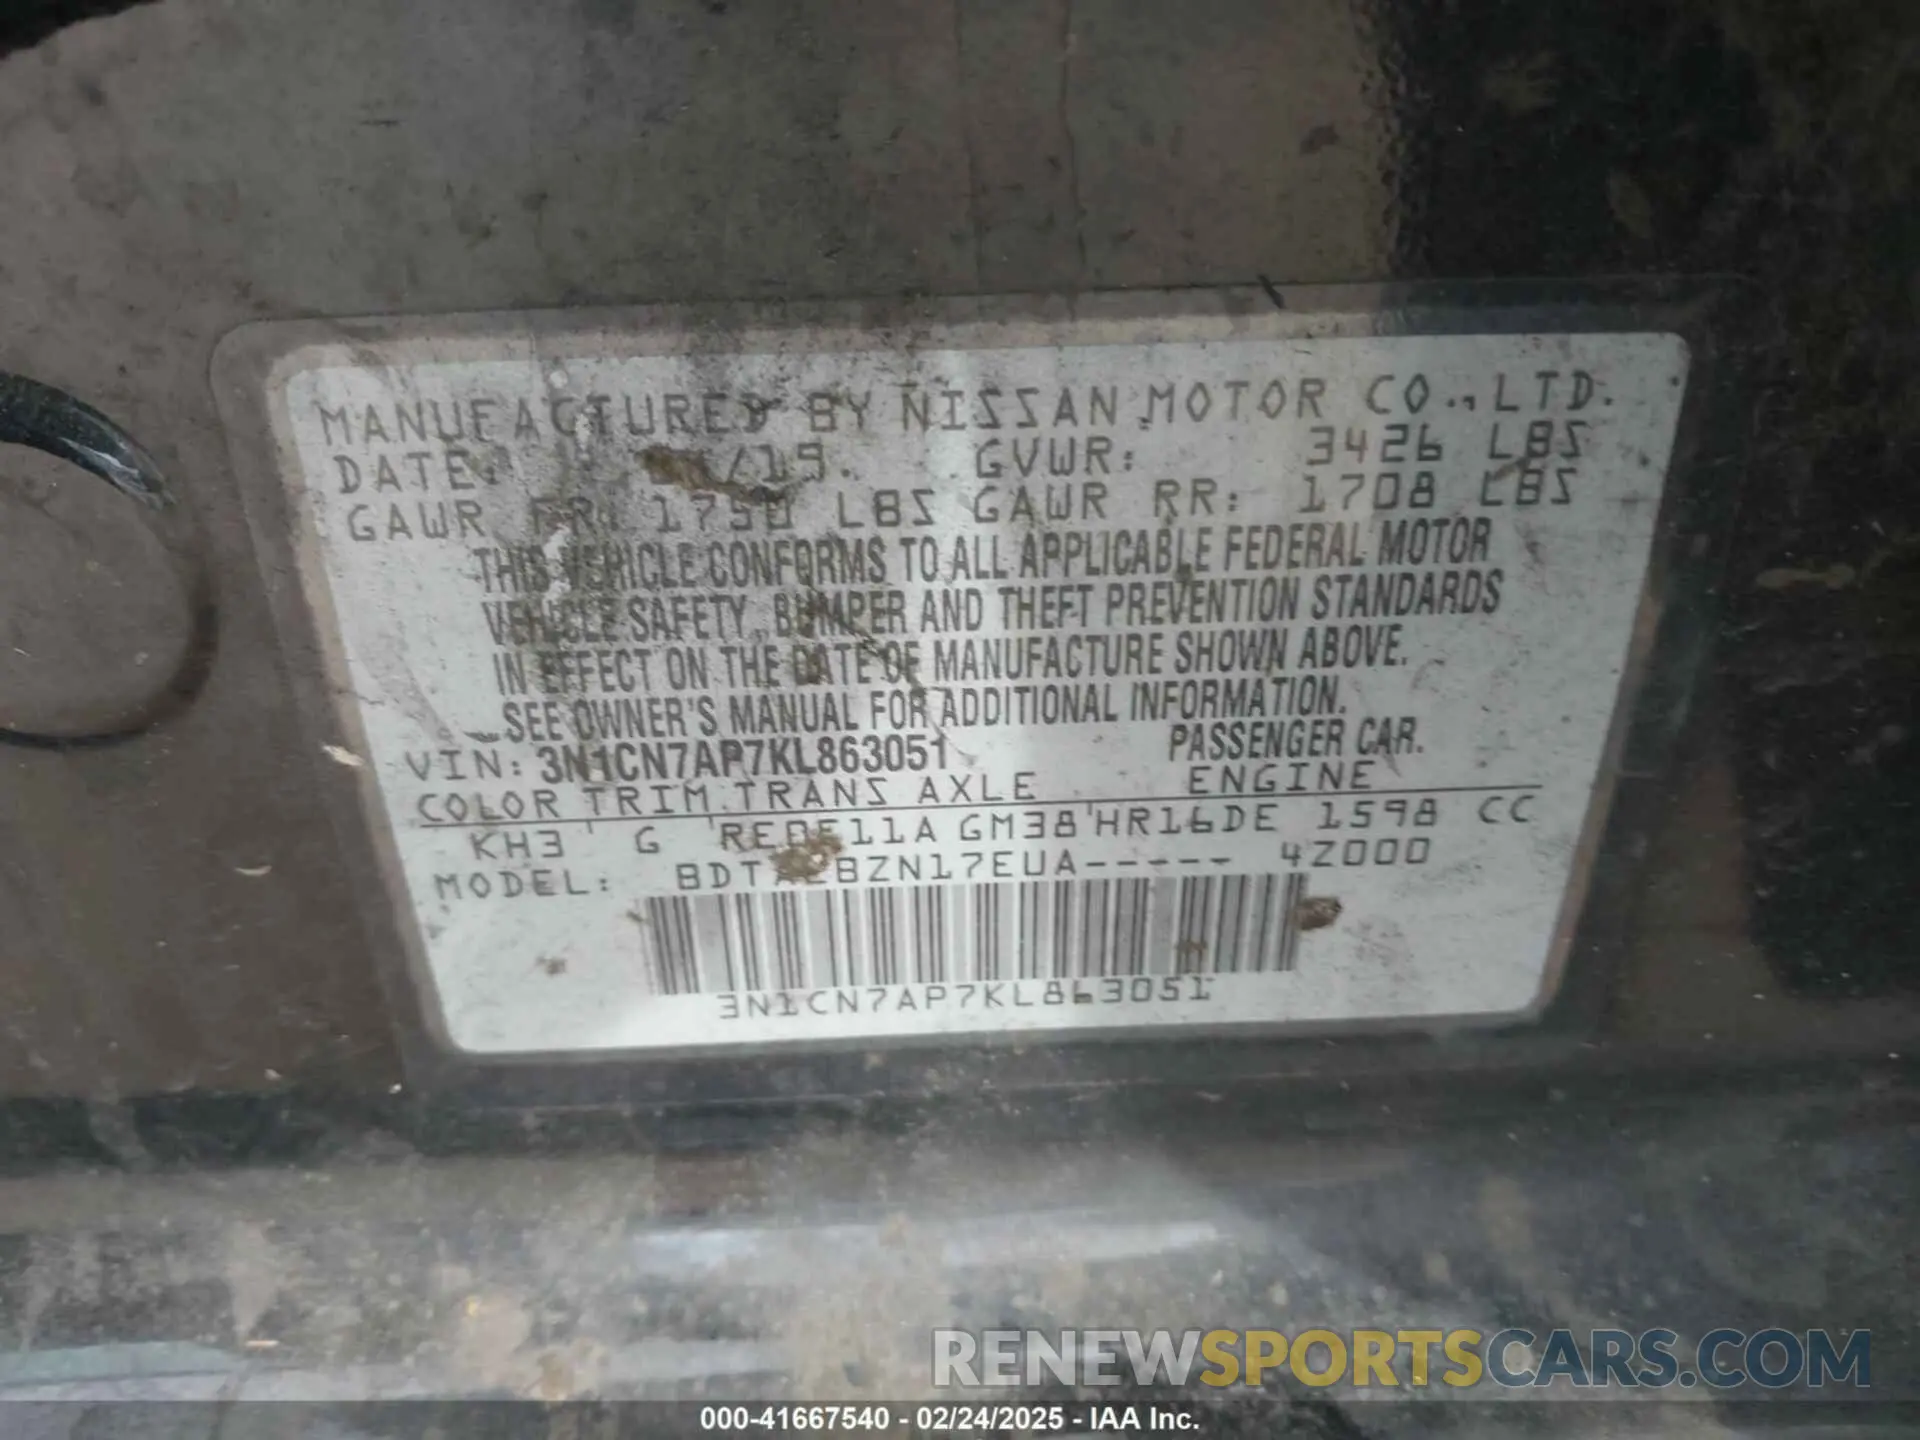 MANUFACTURED BY NISSAN MOTOR CO., LTD.
DATE: /19. GVWR: 3426 LBS
GAWR FR: 1750 LBS GAWR RR: 1708 LBS
THIS VEHICLE CONFORMS TO ALL APPLICABLE FEDERAL MOTOR
VEHICLE SAFETY, BUMPER AND THEFT PREVENTION STANDARDS
IN EFFECT ON THE DATE OF MANUFACTURE SHOWN ABOVE.
SEE OWNER'S MANUAL FOR ADDITIONAL INFORMATION.
VIN: 3N1CN7AP7KL863051 PASSENGER CAR.
COLOR TRIM TRANS AXLE ENGINE
KH3 G RE0F11A GM38 HR16DE 1598 CC
MODEL: BZN17EUA----- 42000
3N1CN7AP7KL863051
RENEWSPORTSCARS.COM
000-41667540 - 02/24/2025 - IAA Inc.